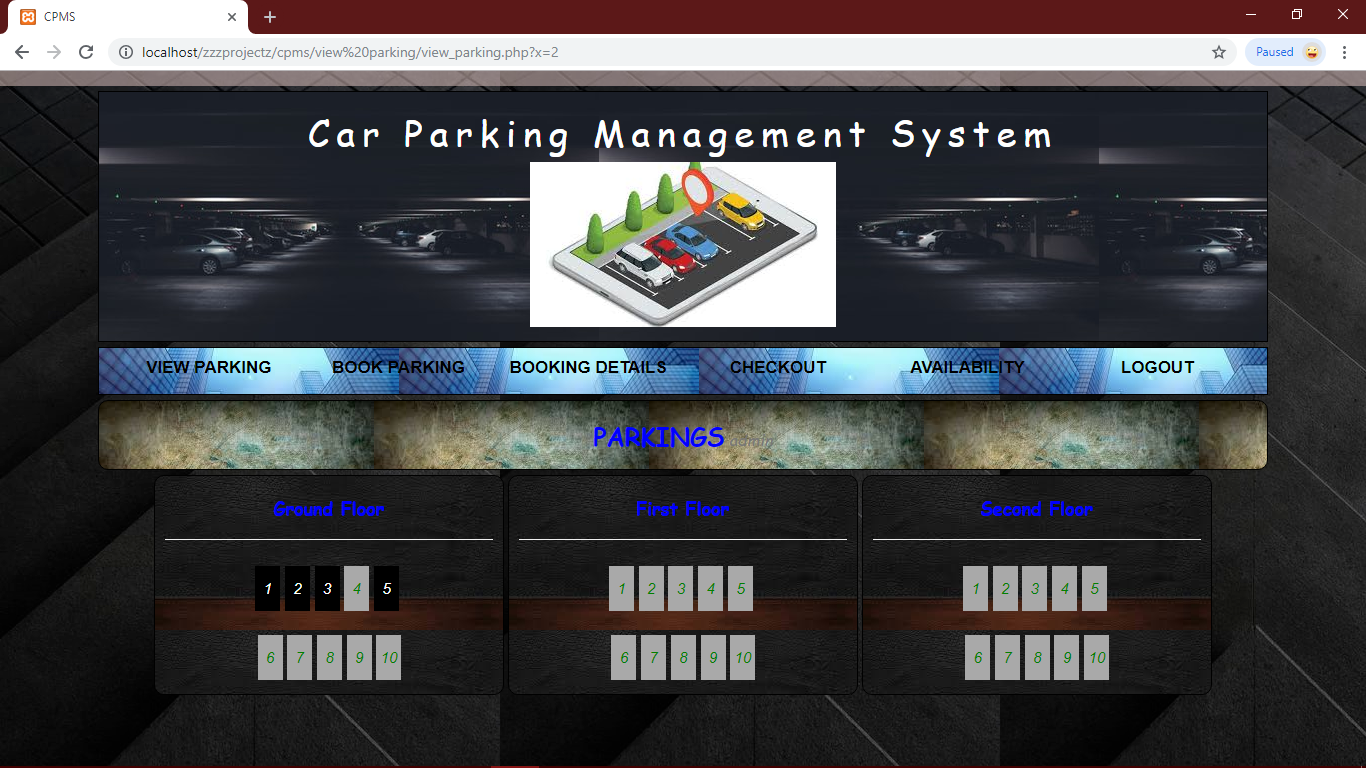 CPMS
localhost/zzzprojectz/cpms/view%20parking/view_parking.php?x=2
Paused
Car Parking Management System
VIEW PARKING BOOK PARKING BOOKING DETAILS CHECKOUT AVAILABILITY LOGOUT
PARKINGS
Ground Floor
1 2 3 4 5
6 7 8 9 10
First Floor
1 2 3 4 5
6 7 8 9 10
Second Floor
1 2 3 4 5
6 7 8 9 10